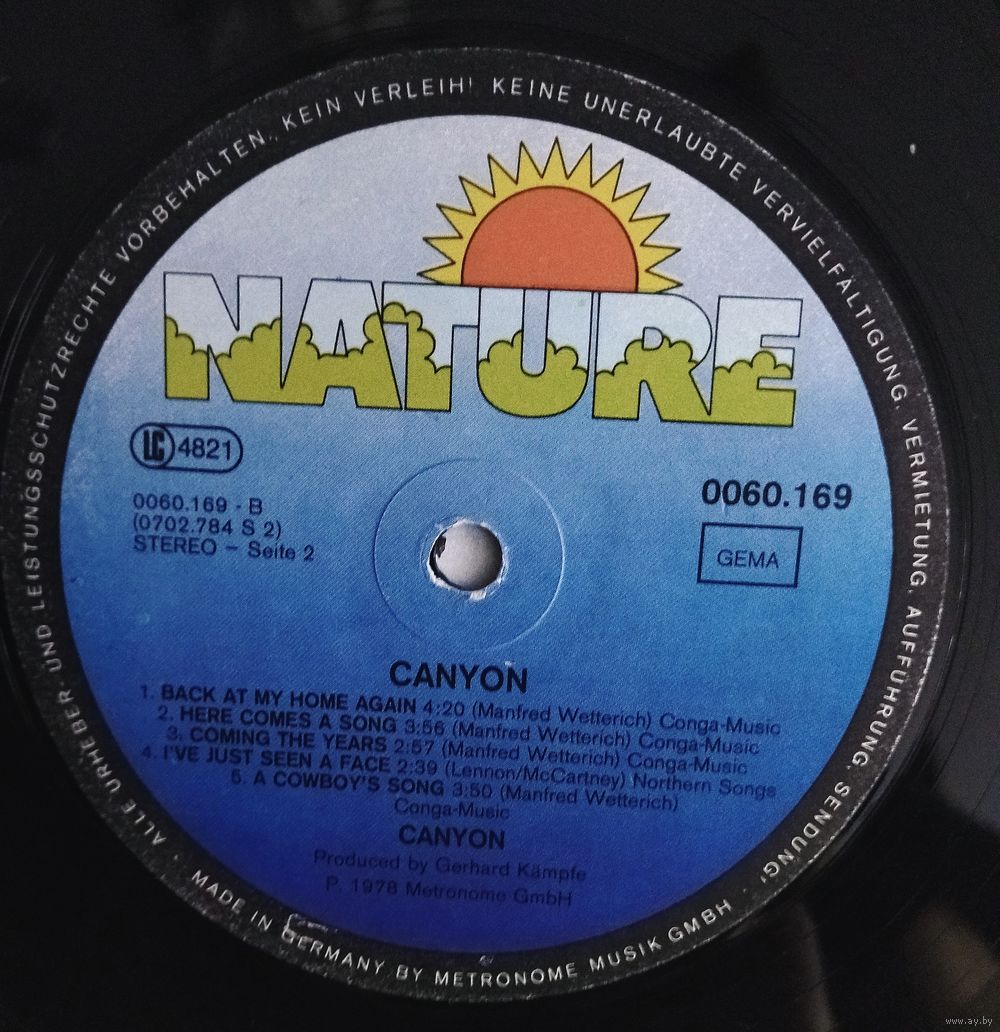 ALLE URHEBER- UND LEISTUNGSSCHUTZRECHTE VORBEHALTEN. KEIN VERLEIH! KEINE UNERLAUBTE VERVIELFÄLTIGUNG, VERMIETUNG, AUFFÜHRUNG, SENDUNG!
NATURE
LC 4821
0060.169 - B
(0702.784 S 2)
STEREO – Seite 2
0060.169
GEMA
CANYON
1. BACK AT MY HOME AGAIN 4:20 (Manfred Wetterich) Conga-Music
2. HERE COMES A SONG 3:56 (Manfred Wetterich) Conga-Music
3. COMING THE YEARS 2:57 (Manfred Wetterich) Conga-Music
4. I'VE JUST SEEN A FACE 2:39 (Lennon/McCartney) Northern Songs
5. A COWBOY'S SONG 3:50 (Manfred Wetterich)
Conga-Music
CANYON
Produced by Gerhard Kämpfe
P. 1978 Metronome GmbH
MADE IN GERMANY BY METRONOME MUSIK GMBH
www.ay.by